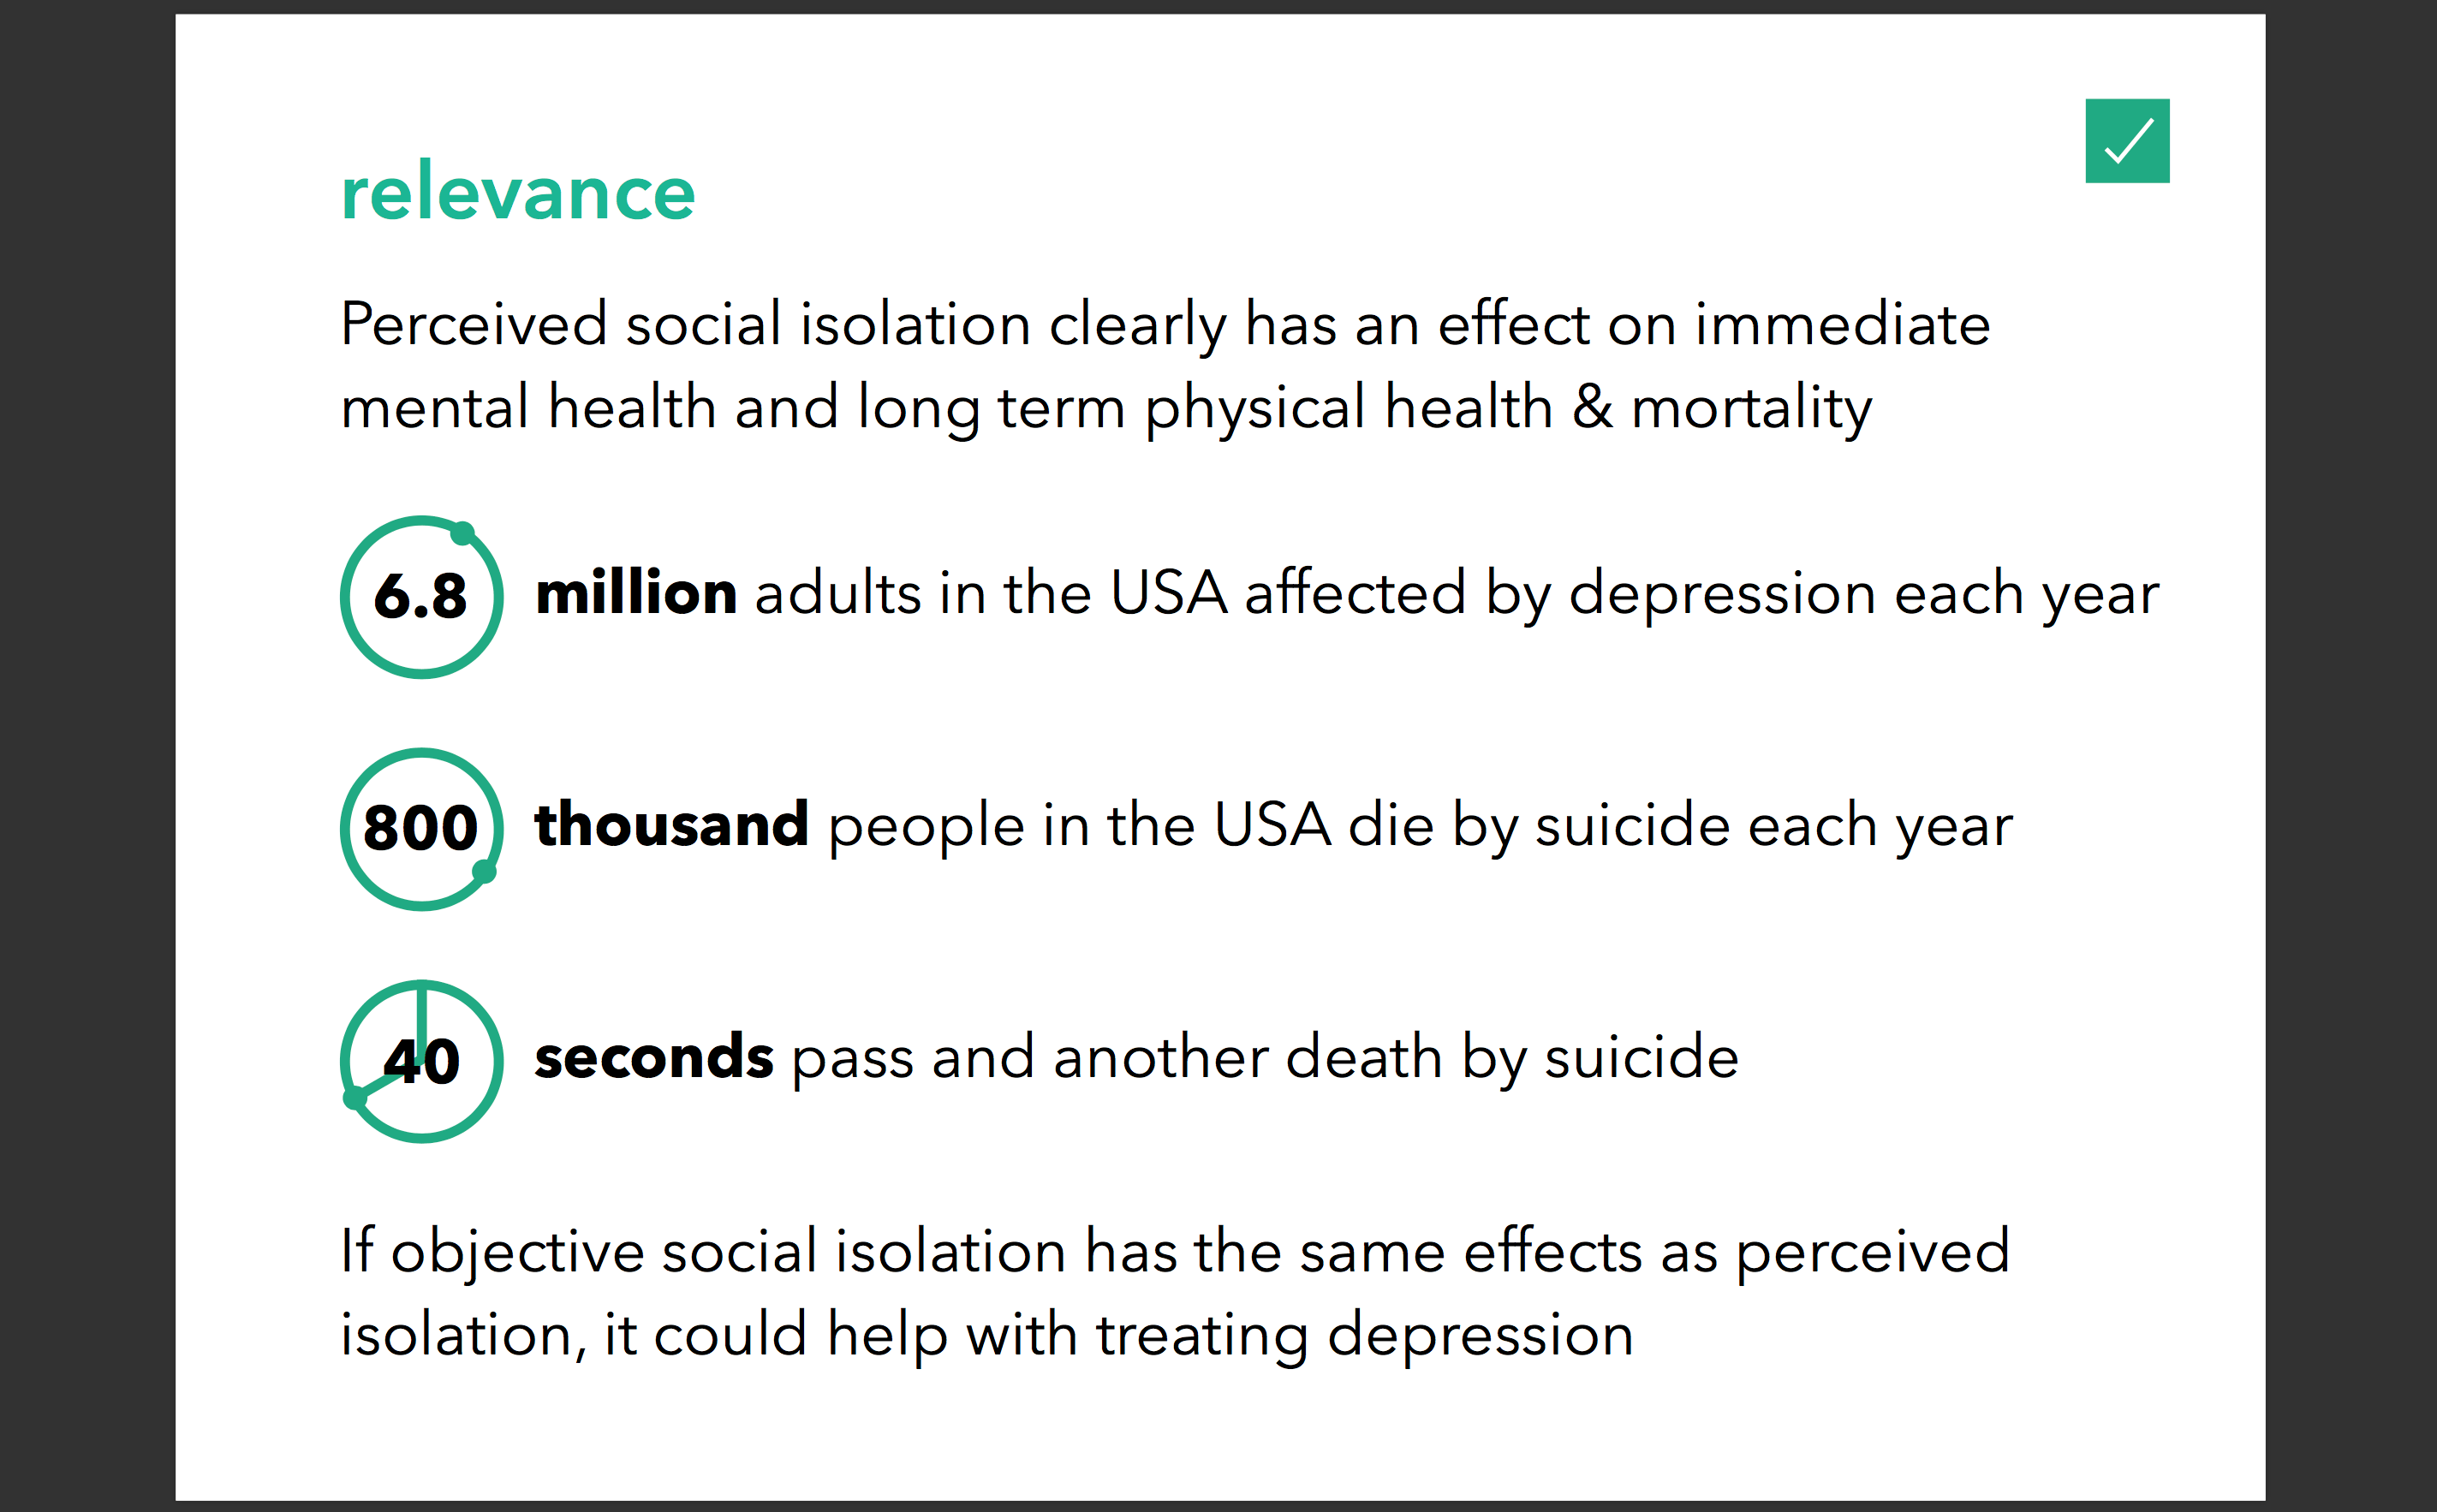 relevance
Perceived social isolation clearly has an effect on immediate
mental health and long term physical health & mortality
6.8 million adults in the USA affected by depression each year
800 thousand people in the USA die by suicide each year
40 seconds pass and another death by suicide
If objective social isolation has the same effects as perceived
isolation, it could help with treating depression